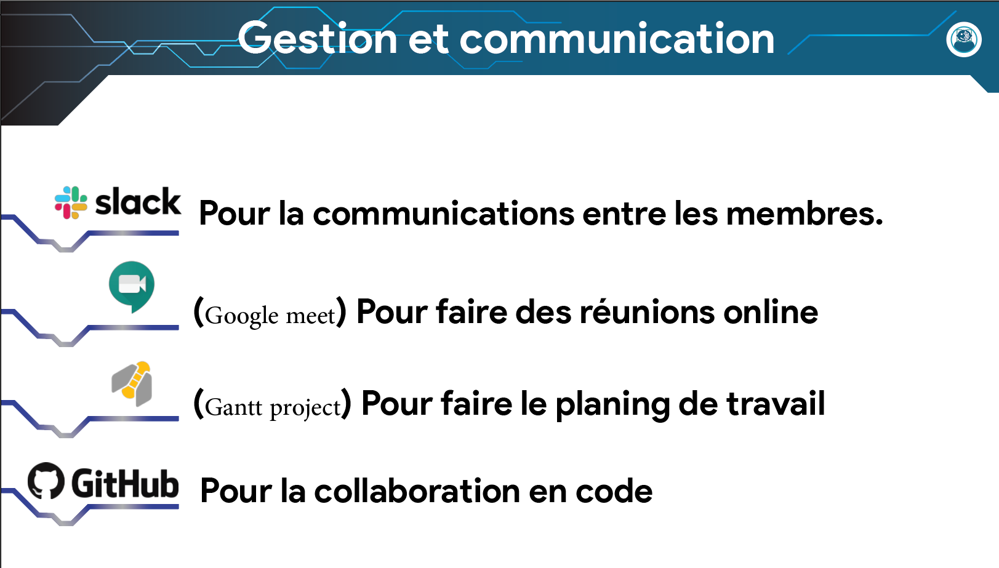 Gestion et communication
slack Pour la communications entre les membres.
(Google meet) Pour faire des réunions online
(Gantt project) Pour faire le planing de travail
GitHub Pour la collaboration en code